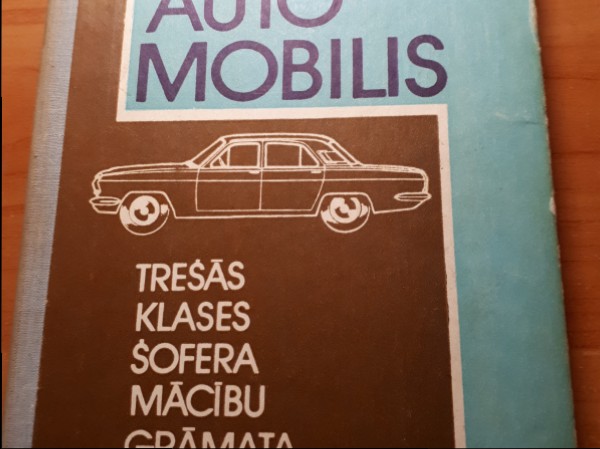 AUTO
MOBILIS
TREŠĀS
KLASES
ŠOFERA
MĀCĪBU
GRĀMATA